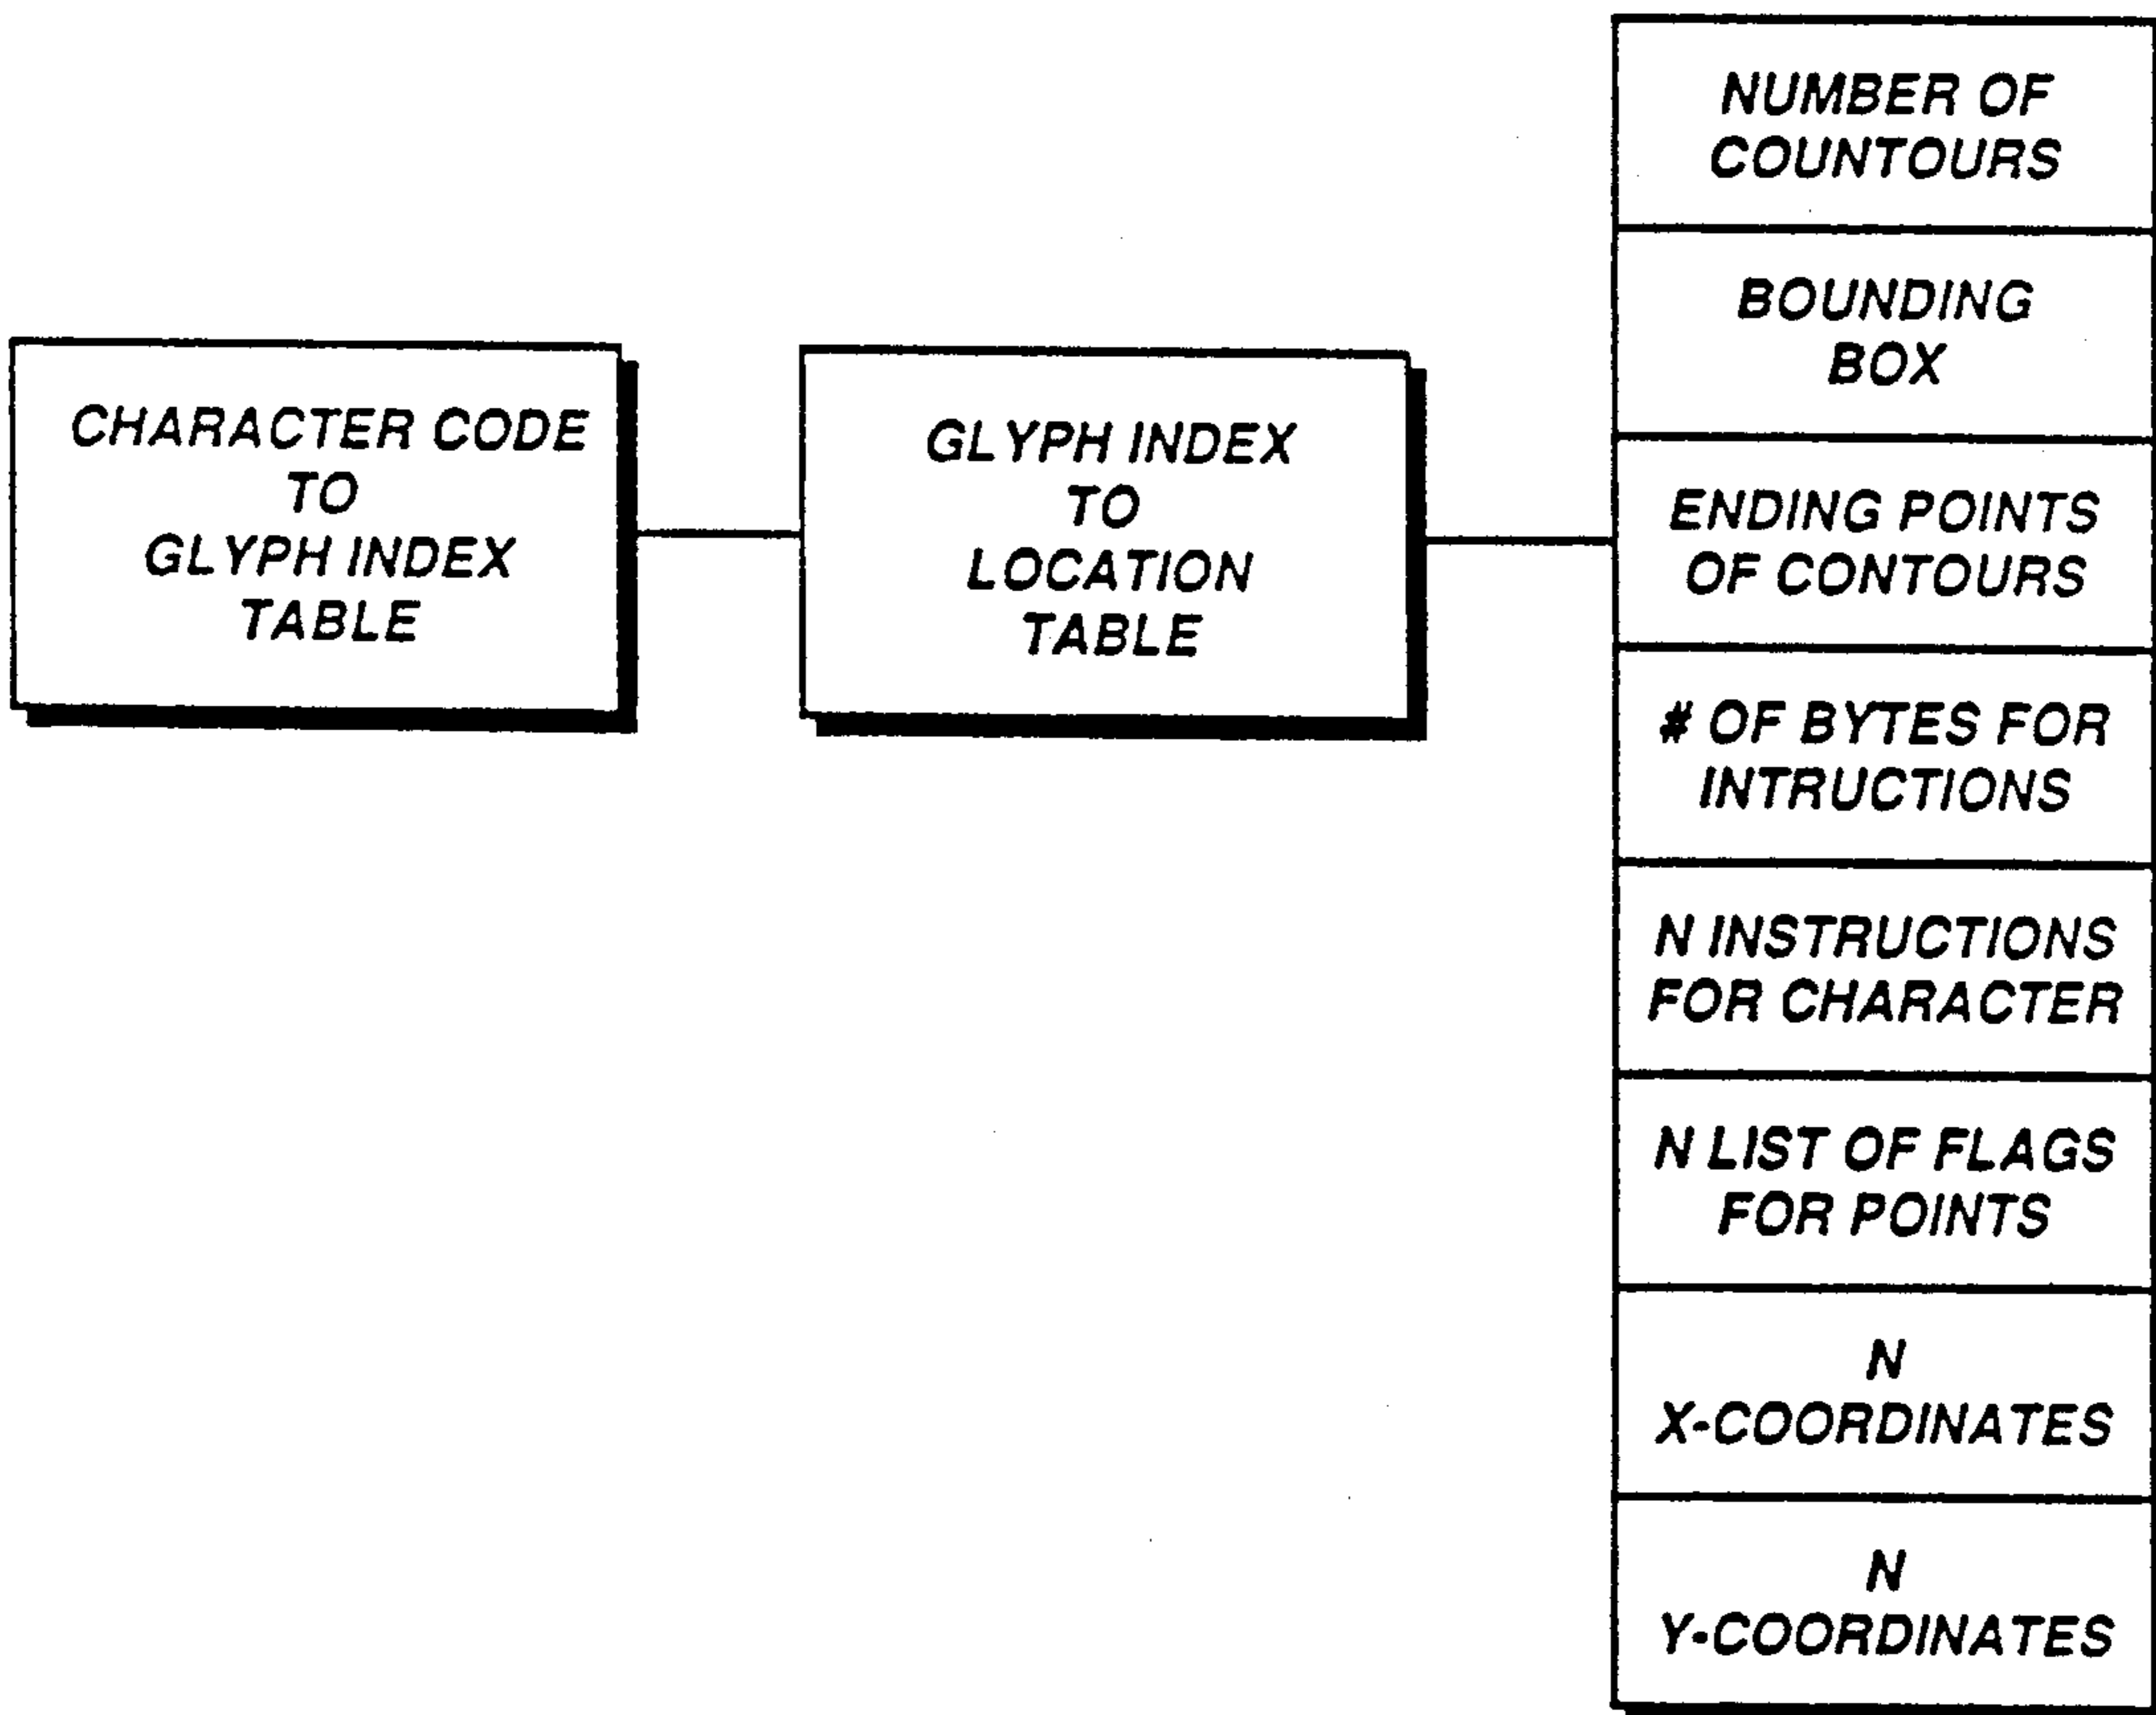 CHARACTER CODE
TO
GLYPH INDEX
TABLE
GLYPH INDEX
TO
LOCATION
TABLE
NUMBER OF
COUNTOURS
BOUNDING
BOX
ENDING POINTS
OF CONTOURS
# OF BYTES FOR
INTRUCTIONS
N INSTRUCTIONS
FOR CHARACTER
N LIST OF FLAGS
FOR POINTS
N
X-COORDINATES
N
Y-COORDINATES